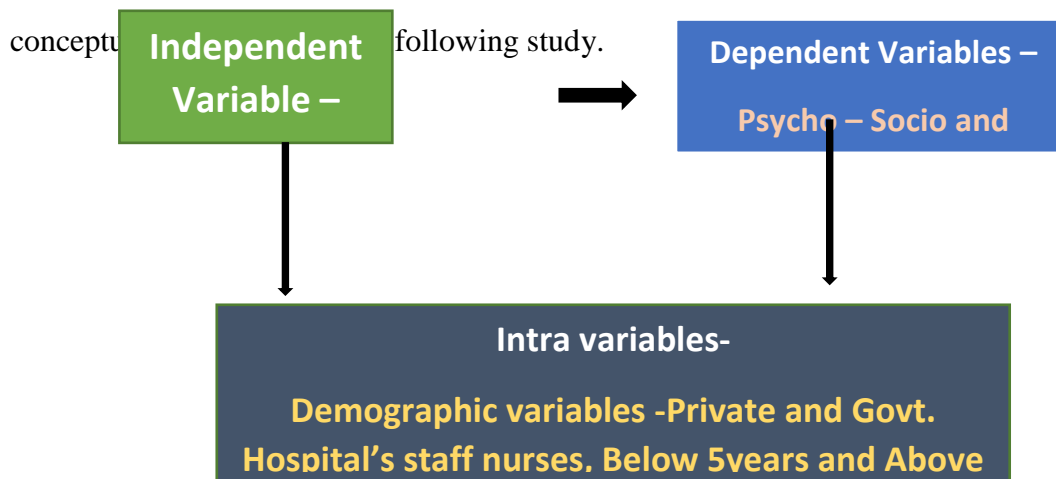 conceptu following study.
Independent
Variable –
Dependent Variables –
Psycho – Socio and
Intra variables-
Demographic variables -Private and Govt.
Hospital's staff nurses, Below 5years and Above